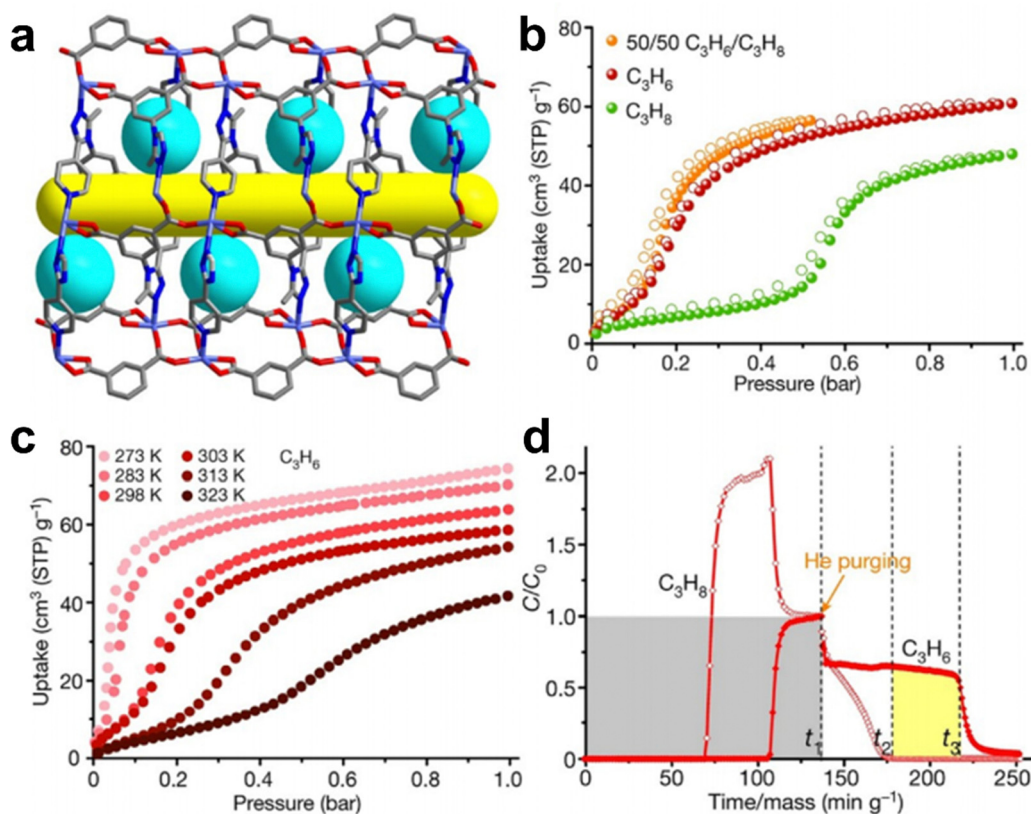 a
b
50/50 C₃H₆/C₃H₈
C₃H₆
C₃H₈
Uptake (cm³ (STP) g⁻¹)
80
60
40
20
0
0 0.2 0.4 0.6 0.8 1.0
Pressure (bar)
c
273 K 303 K C₃H₆
283 K 313 K
298 K 323 K
Uptake (cm³ (STP) g⁻¹)
80
60
40
20
0
0 0.2 0.4 0.6 0.8 1.0
Pressure (bar)
d
C/C₀
2.0
1.5
1.0
0.5
0
C₃H₈
He purging
C₃H₆
t₁ t₂ t₃
0 50 100 150 200 250
Time/mass (min g⁻¹)